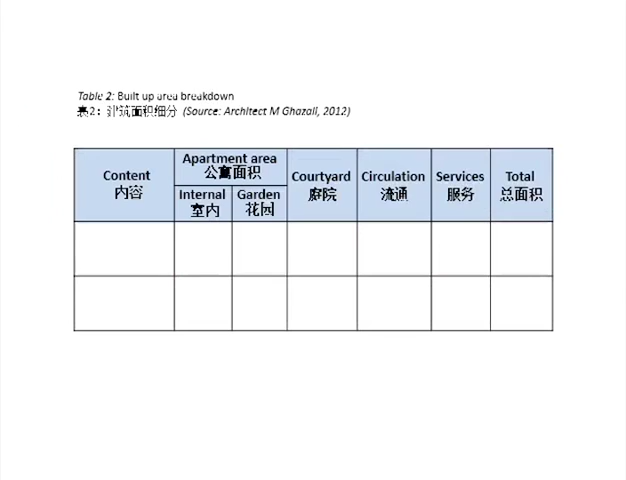 Table 2: Built up area breakdown
表2：建筑面积细分 (Source: Architect M Ghazali, 2012)
Content
内容
Apartment area
公寓面积
Internal
室内
Garden
花园
Courtyard
庭院
Circulation
流通
Services
服务
Total
总面积